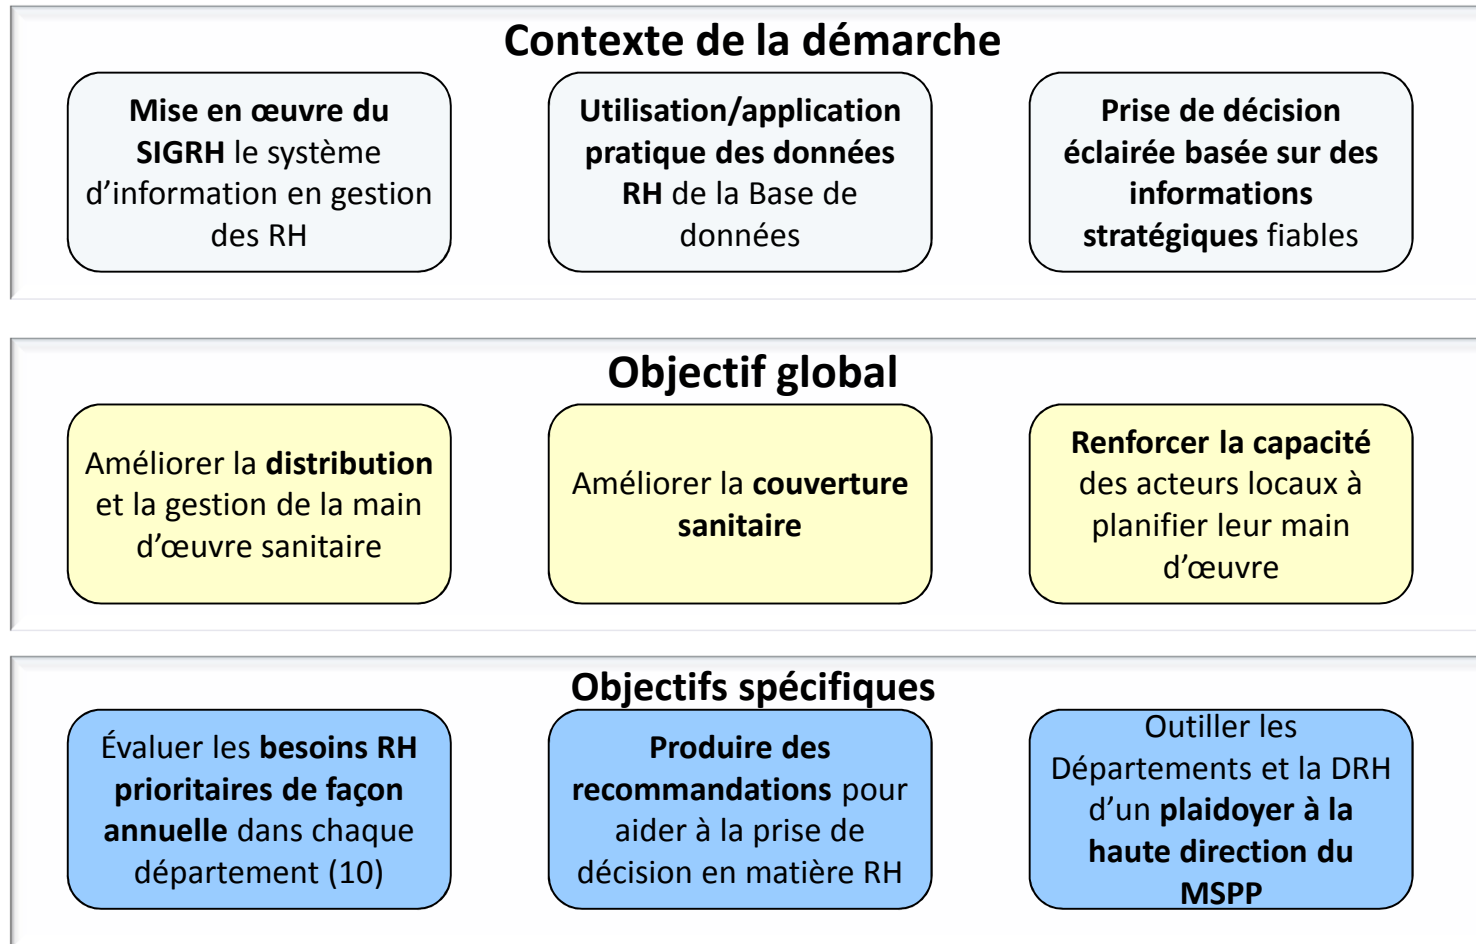 Contexte de la démarche
Mise en œuvre du
SIGRH le système
d’information en gestion
des RH
Utilisation/application
pratique des données
RH de la Base de
données
Prise de décision
éclairée basée sur des
informations
stratégiques fiables
Objectif global
Améliorer la distribution
et la gestion de la main
d’œuvre sanitaire
Améliorer la couverture
sanitaire
Renforcer la capacité
des acteurs locaux à
planifier leur main
d’œuvre
Objectifs spécifiques
Évaluer les besoins RH
prioritaires de façon
annuelle dans chaque
département (10)
Produire des
recommandations pour
aider à la prise de
décision en matière RH
Outiller les
Départements et la DRH
d’un plaidoyer à la
haute direction du
MSPP